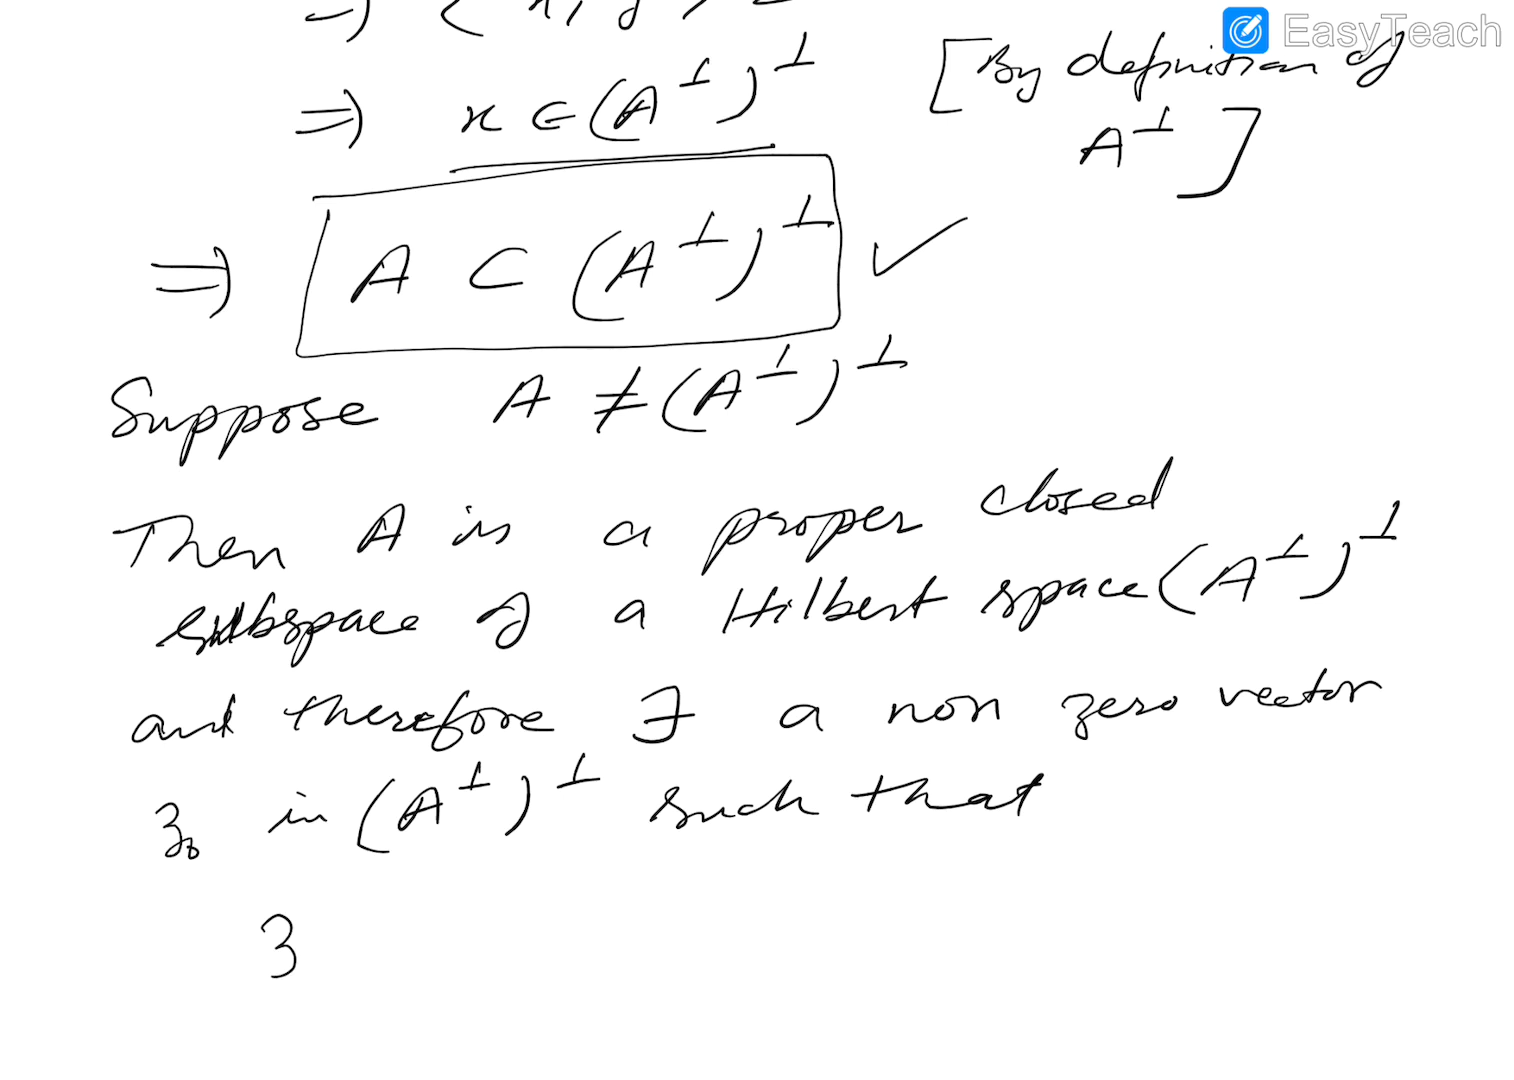 EasyTeach
⇒ x ∈ (A⊥)⊥ [By definition of
A⊥]
⇒ A ⊂ (A⊥)⊥ ✓
Suppose A ≠ (A⊥)⊥
Then A is a proper closed
subspace of a Hilbert space (A⊥)⊥
and therefore ∃ a non zero vector
z₀ in (A⊥)⊥ such that
z